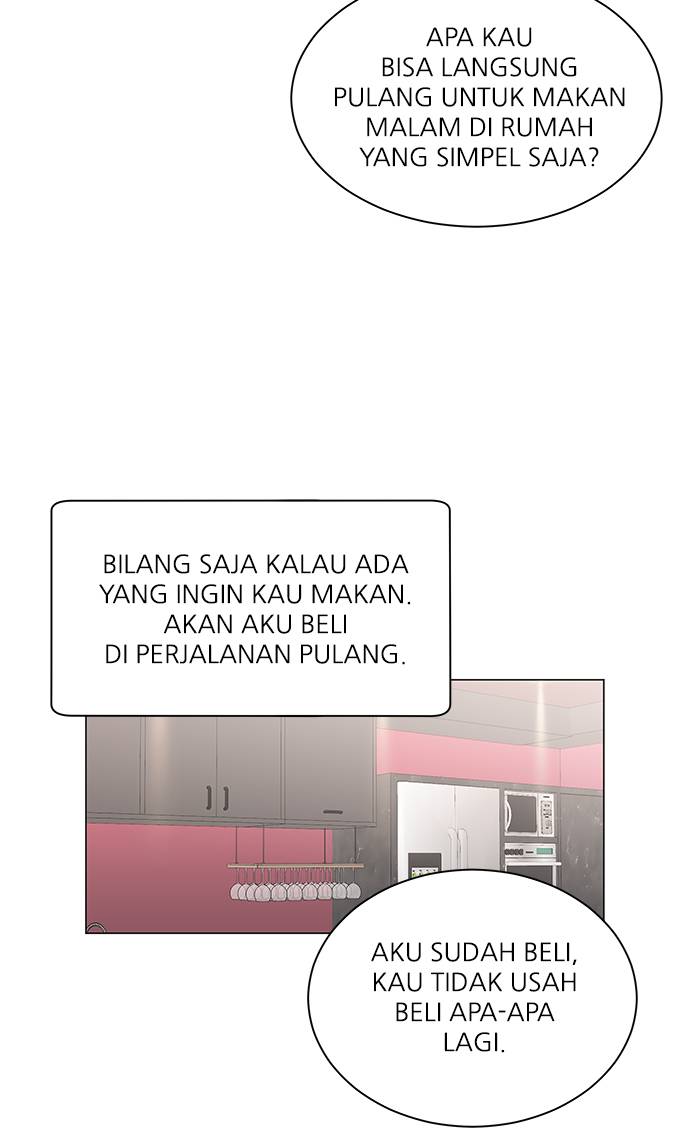 APA KAU
BISA LANGSUNG
PULANG UNTUK MAKAN
MALAM DI RUMAH
YANG SIMPEL SAJA?
BILANG SAJA KALAU ADA
YANG INGIN KAU MAKAN.
AKAN AKU BELI
DI PERJALANAN PULANG.
AKU SUDAH BELI,
KAU TIDAK USAH
BELI APA-APA
LAGI.